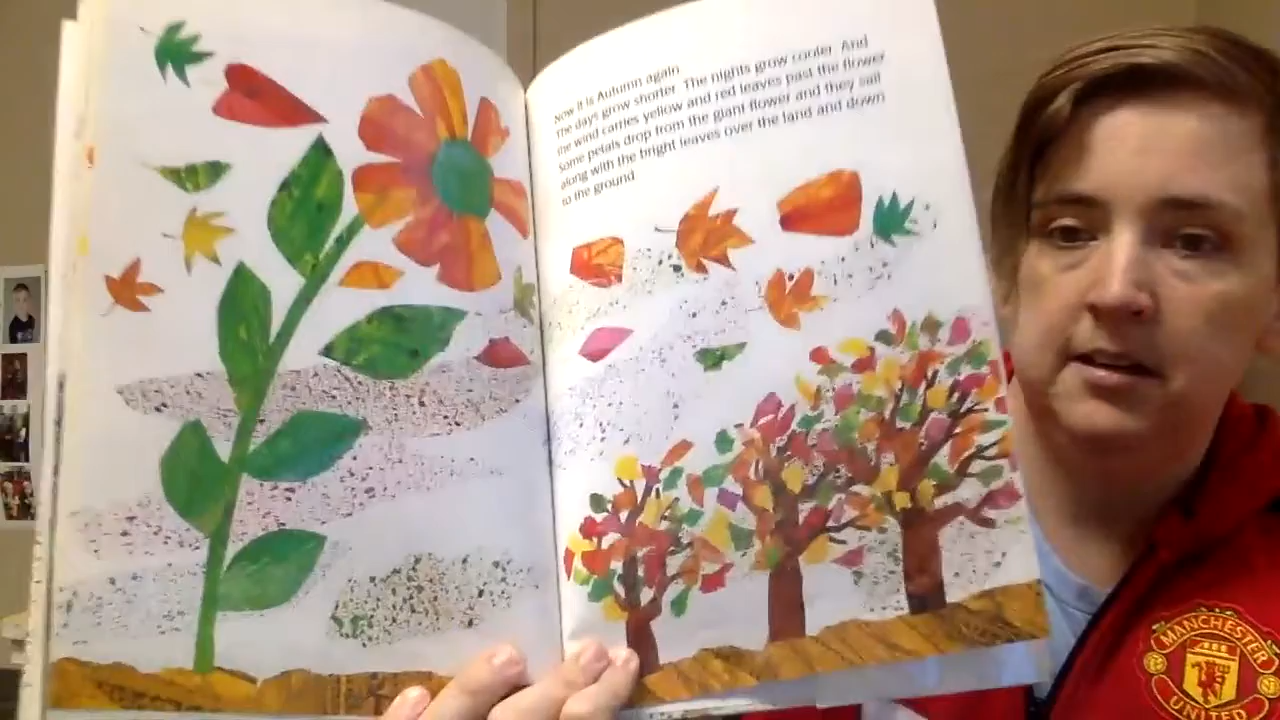 Now it is Autumn again
The days grow shorter. The nights grow cooler. And
the wind carries yellow and red leaves past the flower
Some petals drop from the giant flower and they sail
along with the bright leaves over the land and down
to the ground
MANCHESTER
UNITED